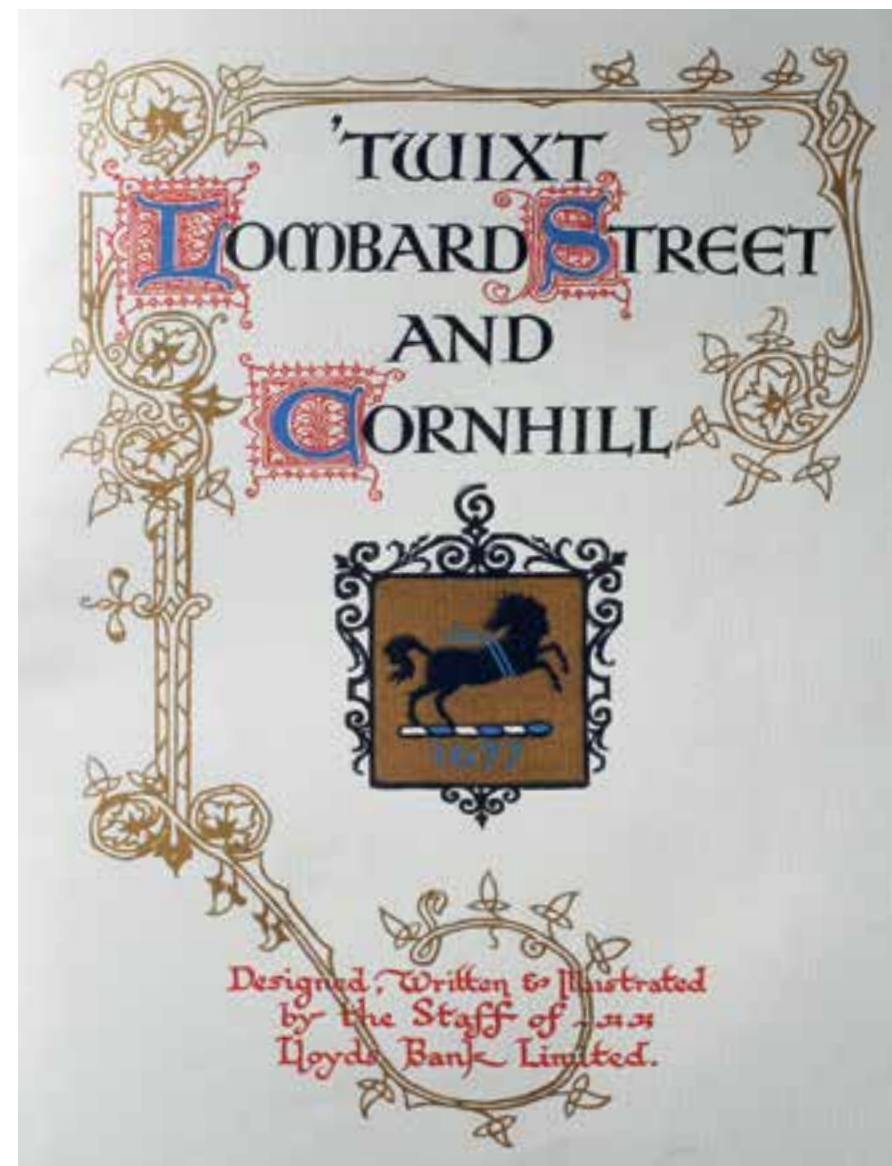 'TWIXT
LOMBARD STREET
AND
CORNHILL
1677
Designed, Written & Illustrated
by the Staff of
Lloyds Bank Limited.